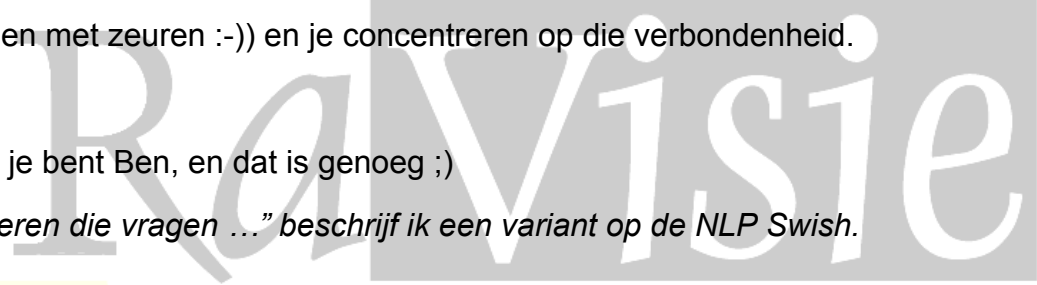 en met zeuren :-)) en je concentreren op die verbondenheid.
RaVisie
je bent Ben, en dat is genoeg ;)
eren die vragen …” beschrijf ik een variant op de NLP Swish.